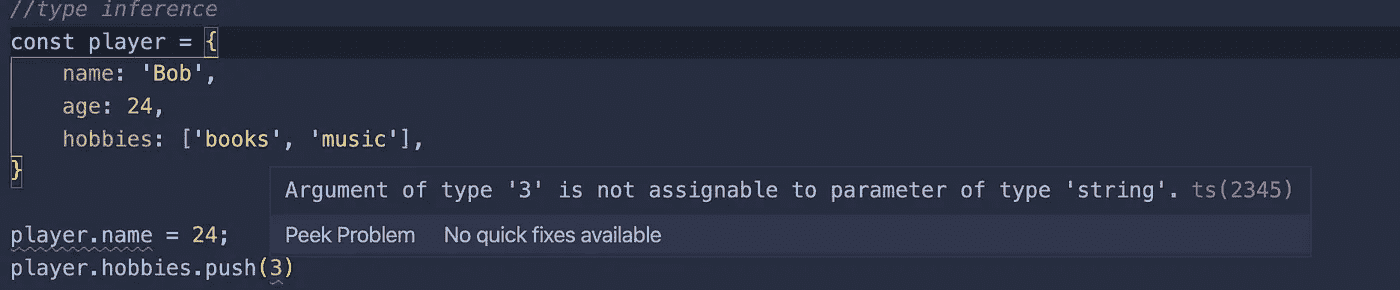 //type inference
const player = {
name: 'Bob',
age: 24,
hobbies: ['books', 'music'],
}
Argument of type '3' is not assignable to parameter of type 'string'. ts(2345)
Peek Problem No quick fixes available
player.name = 24;
player.hobbies.push(3)